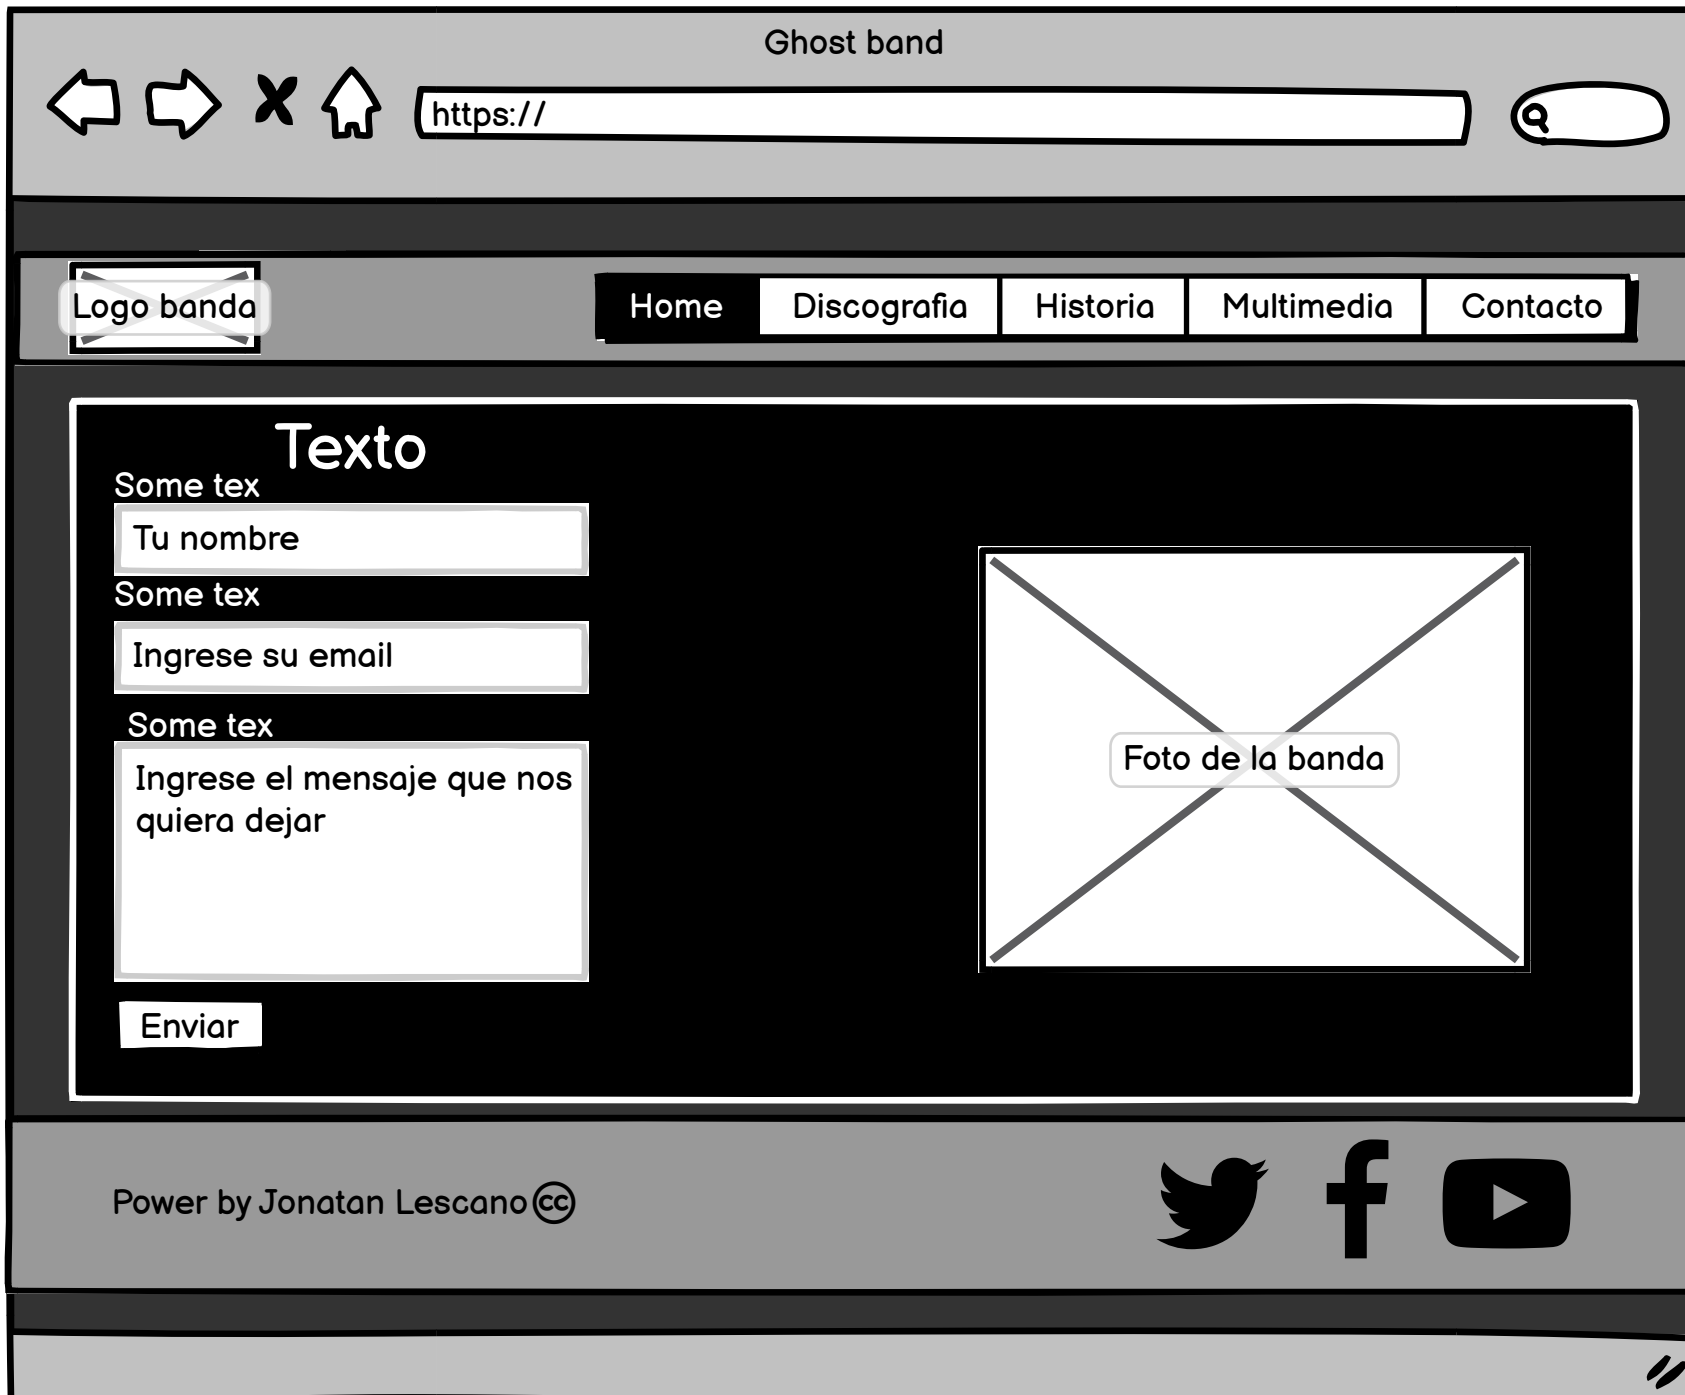 Ghost band
https://
Logo banda
Home Discografia Historia Multimedia Contacto
Texto
Some tex
Tu nombre
Some tex
Ingrese su email
Some tex
Ingrese el mensaje que nos
quiera dejar
Enviar
Foto de la banda
Power by Jonatan Lescano cc